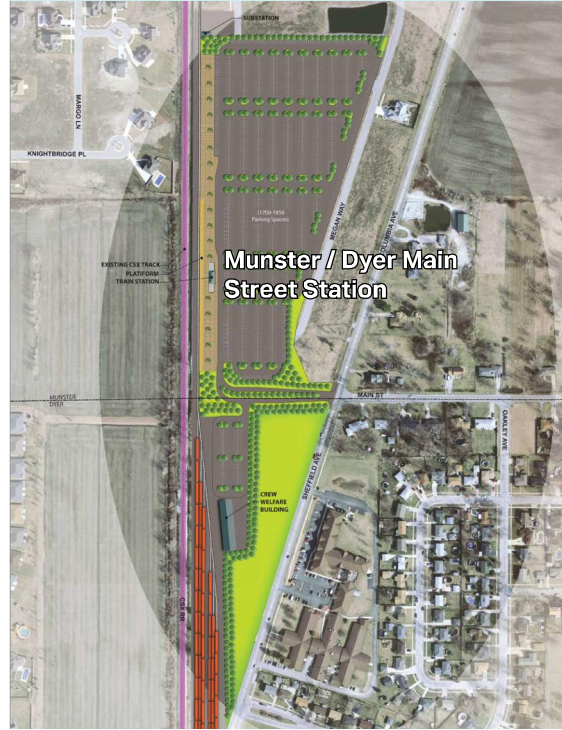 SUBSTATION
MARGO LN
KNIGHTBRIDGE PL
(1700-1850
Parking Spaces)
MEGAN WAY
COLUMBIA AVE
EXISTING CSX TRACK
PLATFORM
TRAIN STATION
Munster / Dyer Main
Street Station
MUNSTER
DYER
MAIN ST
OAKLEY AVE
SHEFFIELD AVE
CREW
WELFARE
BUILDING
CSX RR